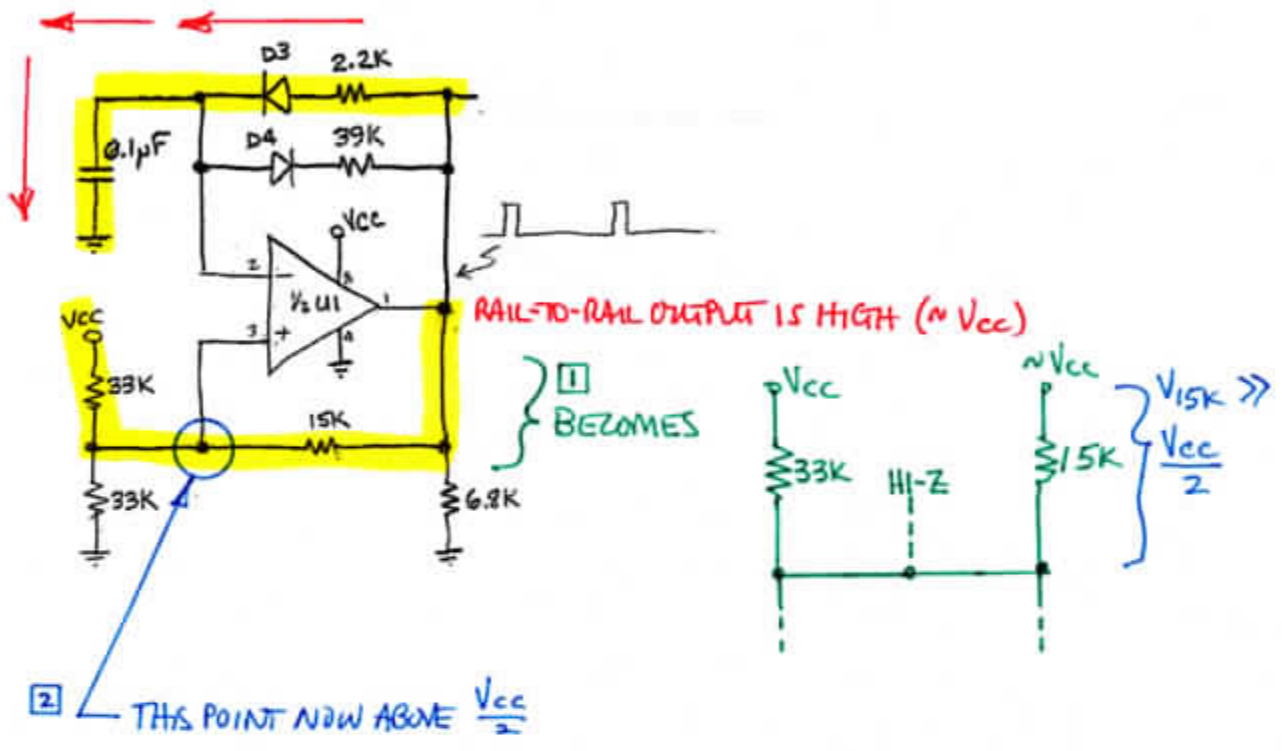 D3
2.2K
D4
39K
0.1µF
VCC
2
-
8
½ U1
1
3
+
4
RAIL-TO-RAIL OUTPUT IS HIGH (~ VCC)
VCC
33K
15K
33K
6.8K
1
BECOMES
VCC
33K
HI-Z
~VCC
15K
V15K >>
VCC
2
2
THIS POINT NOW ABOVE VCC
2